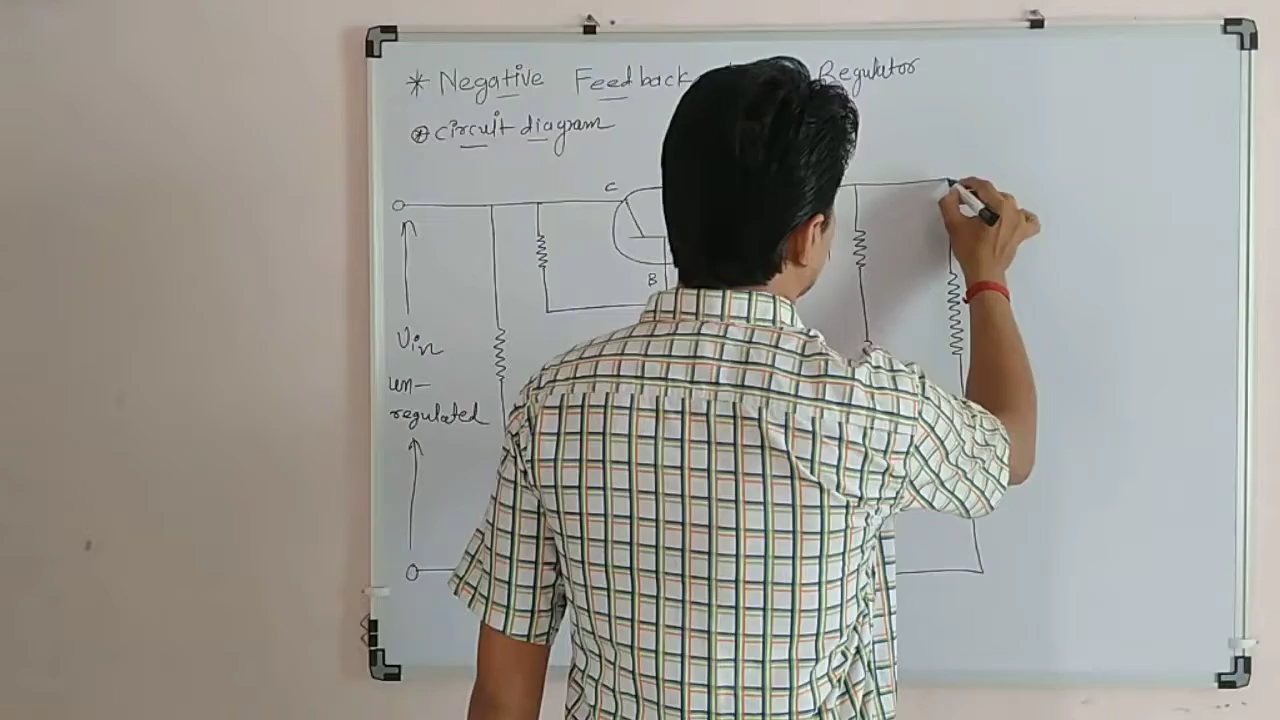 * Negative Feedback Regulator
⊛ circuit diagram
C
B
Vin
un-
regulated